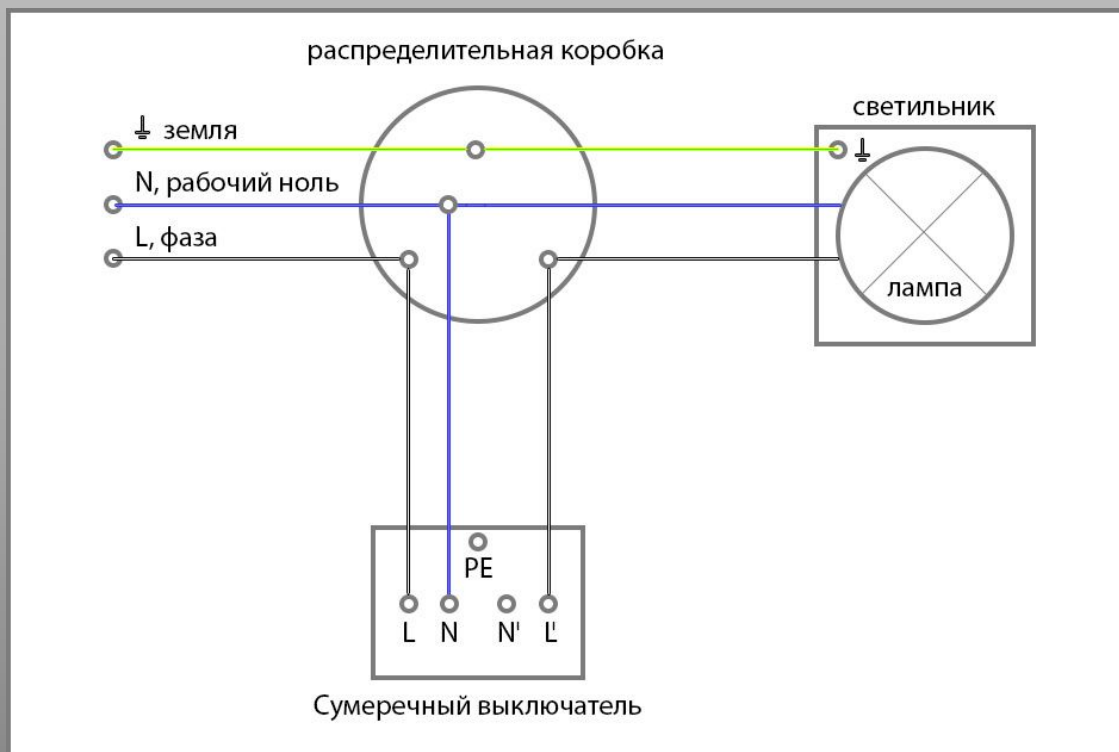 распределительная коробка
светильник
земля
N, рабочий ноль
L, фаза
лампа
PE
L N N' L'
Сумеречный выключатель